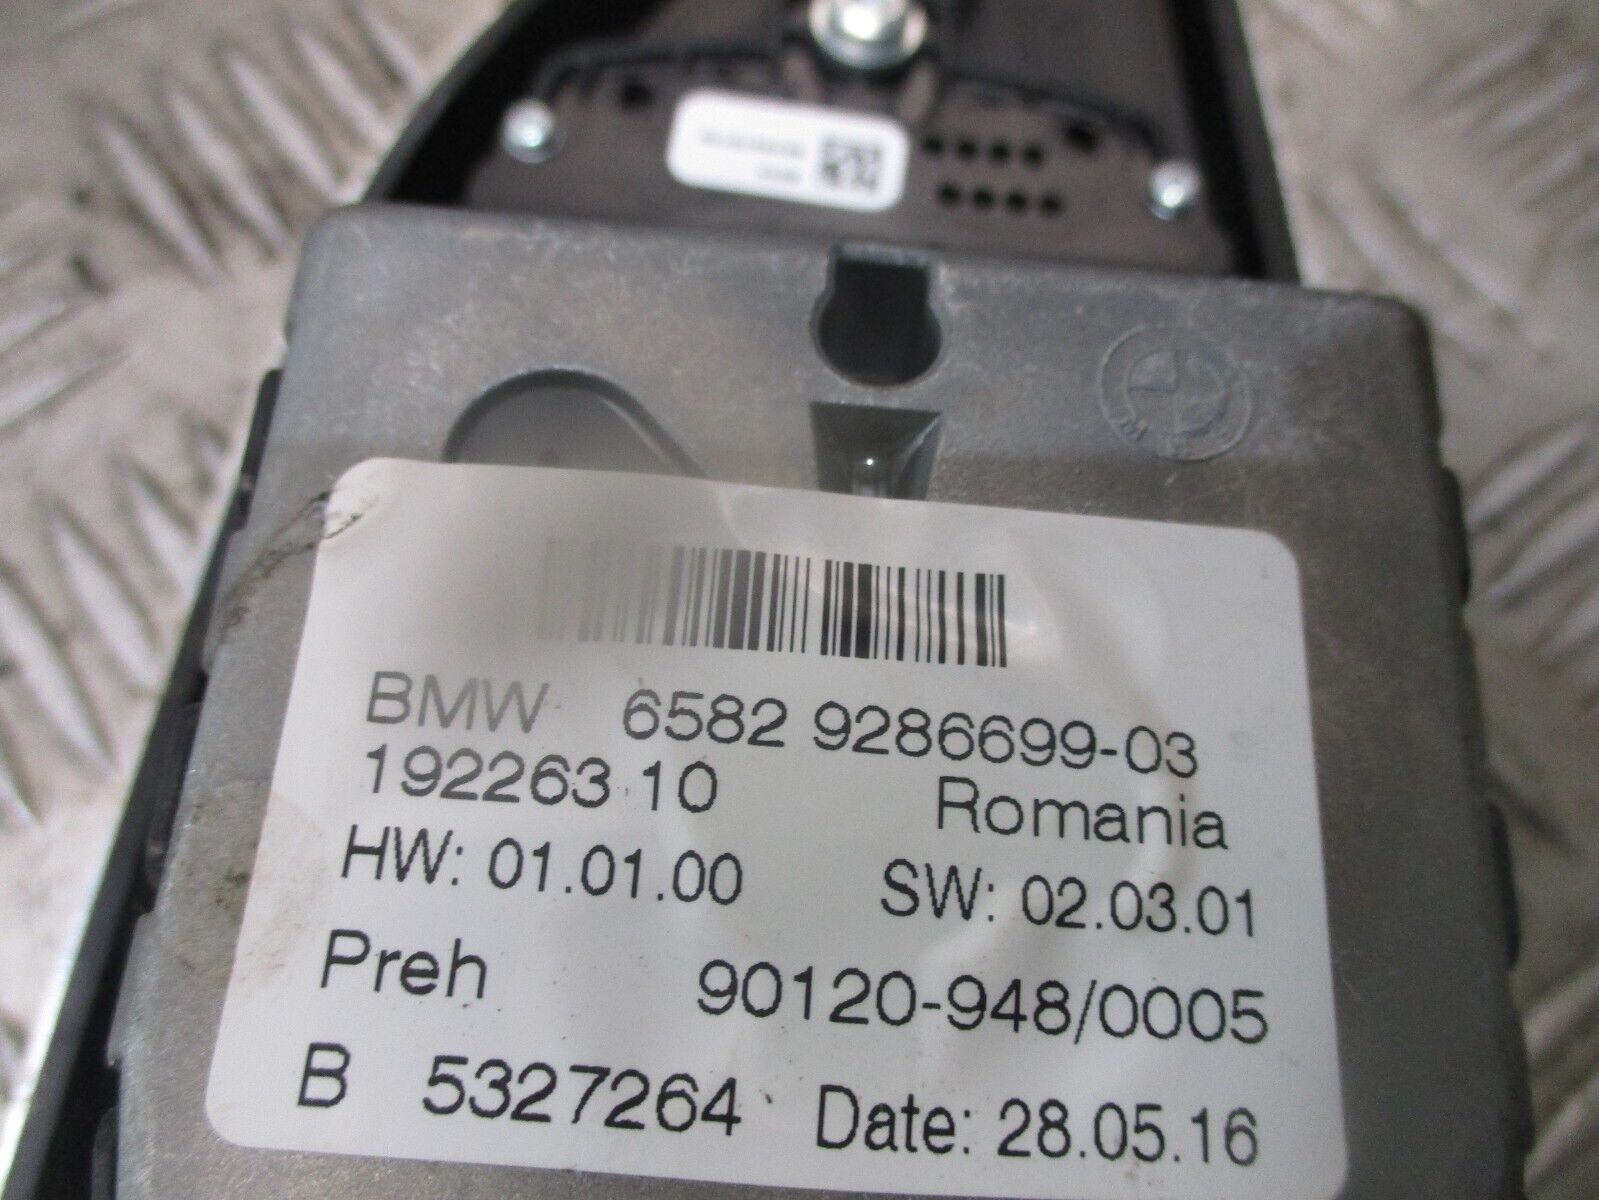 BMW 6582 9286699-03
192263 10 Romania
HW: 01.01.00 SW: 02.03.01
Preh 90120-948/0005
B 5327264 Date: 28.05.16